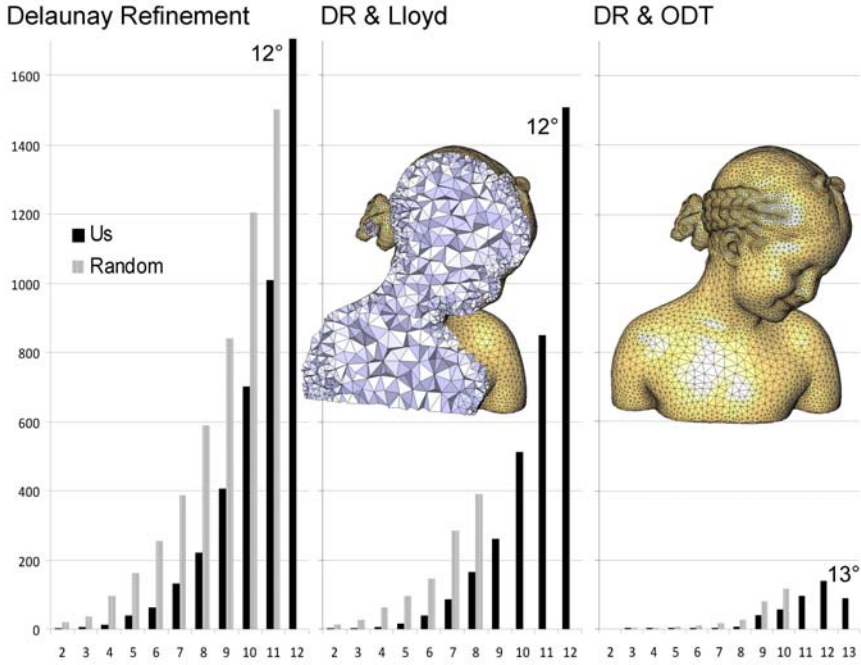 Delaunay Refinement
DR & Lloyd
DR & ODT
12°
12°
13°
Us
Random
1600
1400
1200
1000
800
600
400
200
0
2 3 4 5 6 7 8 9 10 11 12
2 3 4 5 6 7 8 9 10 11 12
2 3 4 5 6 7 8 9 10 11 12 13